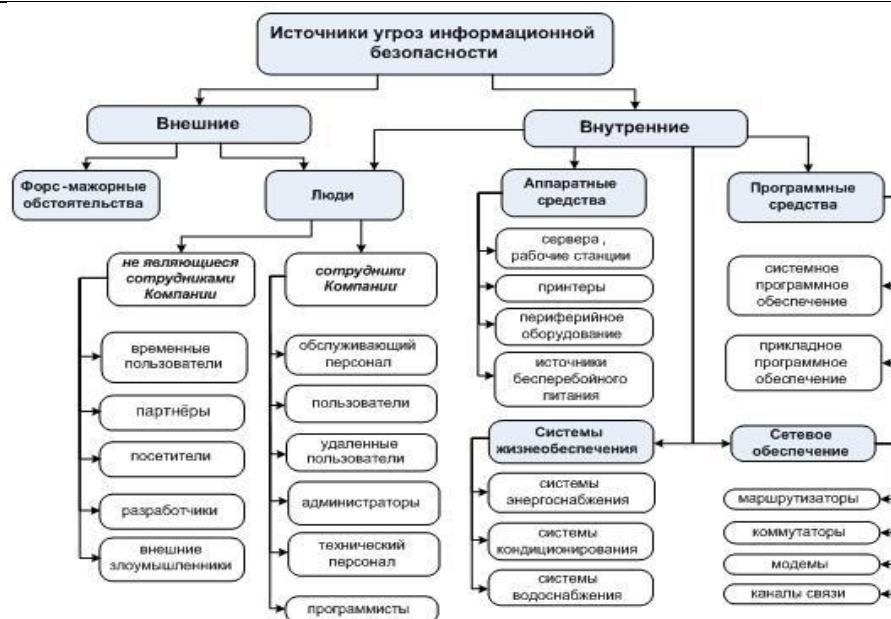 Источники угроз информационной
безопасности
Внешние
Внутренние
Форс-мажорные
обстоятельства
Люди
Аппаратные
средства
Программные
средства
не являющиеся
сотрудниками
Компании
сотрудники
Компании
временные
пользователи
партнёры
посетители
разработчики
внешние
злоумышленники
обслуживающий
персонал
пользователи
удаленные
пользователи
администраторы
технический
персонал
программисты
сервера ,
рабочие станции
принтеры
периферийное
оборудование
источники
бесперебойного
питания
системное
программное
обеспечение
прикладное
программное
обеспечение
Системы
жизнеобеспечения
системы
энергоснабжения
системы
кондиционирования
системы
водоснабжения
Сетевое
обеспечение
маршрутизаторы
коммутаторы
модемы
каналы связи